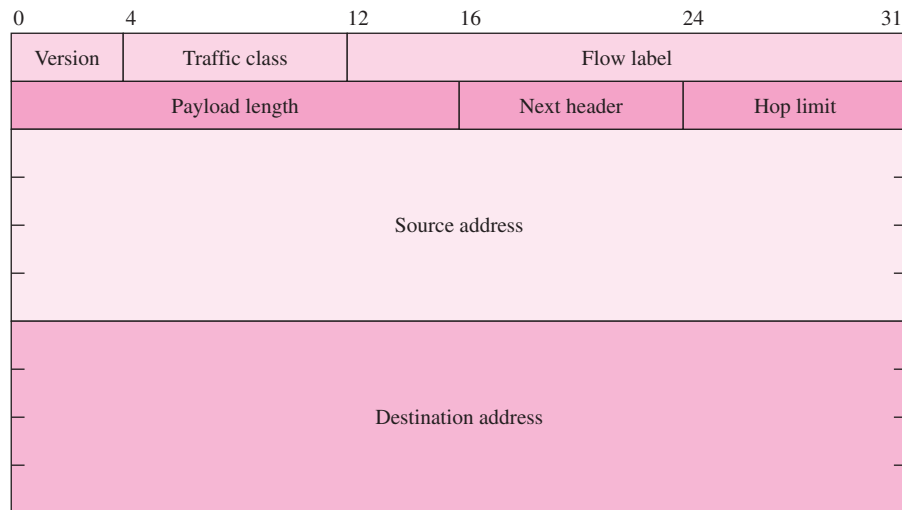 0 4 12 16 24 31
Version Traffic class Flow label
Payload length Next header Hop limit
Source address
Destination address